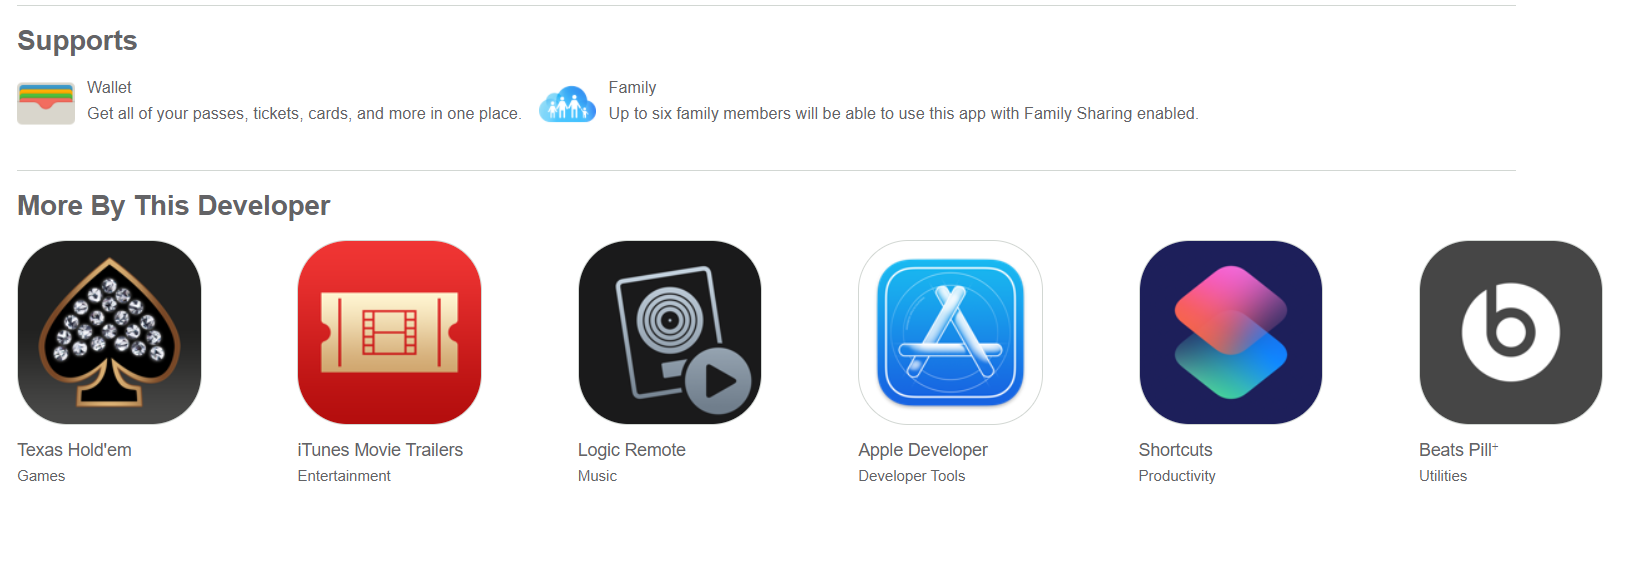 Supports
Wallet
Get all of your passes, tickets, cards, and more in one place.
Family
Up to six family members will be able to use this app with Family Sharing enabled.
More By This Developer
b
Texas Hold'em
Games
iTunes Movie Trailers
Entertainment
Logic Remote
Music
Apple Developer
Developer Tools
Shortcuts
Productivity
Beats Pill⁺
Utilities